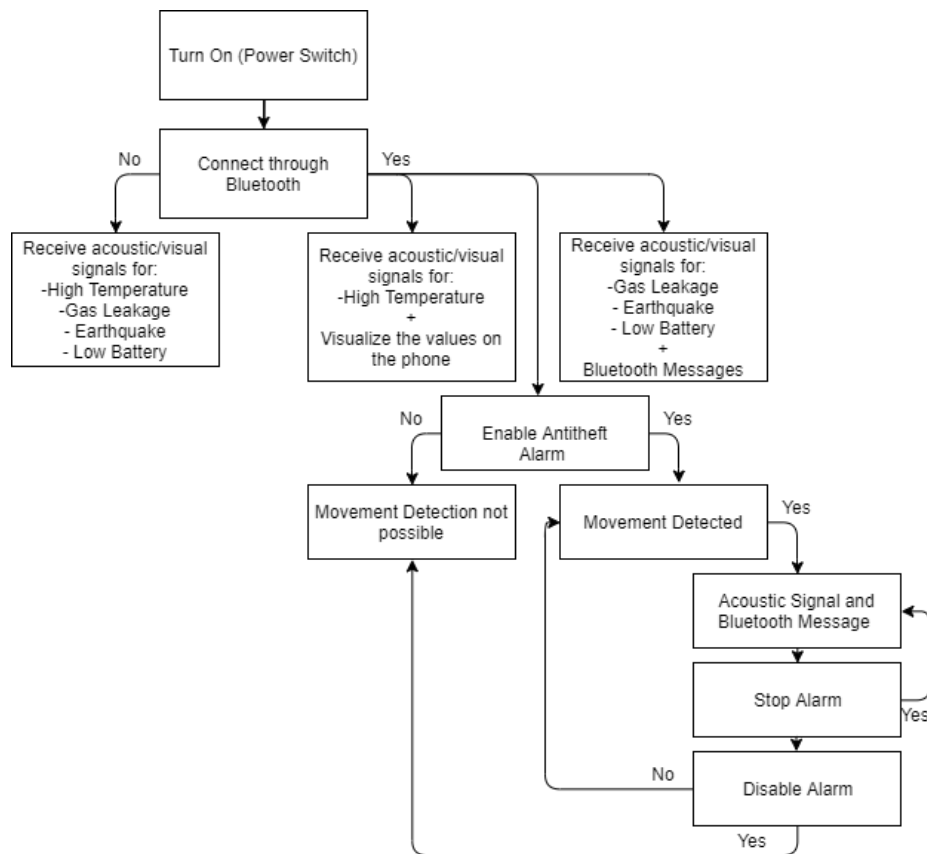 Turn On (Power Switch)
No
Yes
Connect through
Bluetooth
Receive acoustic/visual
signals for:
-High Temperature
-Gas Leakage
- Earthquake
- Low Battery
Receive acoustic/visual
signals for:
-High Temperature
+
Visualize the values on
the phone
Receive acoustic/visual
signals for:
-Gas Leakage
- Earthquake
- Low Battery
+
Bluetooth Messages
No
Yes
Enable Antitheft
Alarm
Movement Detection not
possible
Movement Detected
Yes
Acoustic Signal and
Bluetooth Message
Stop Alarm
Yes
No
Disable Alarm
Yes